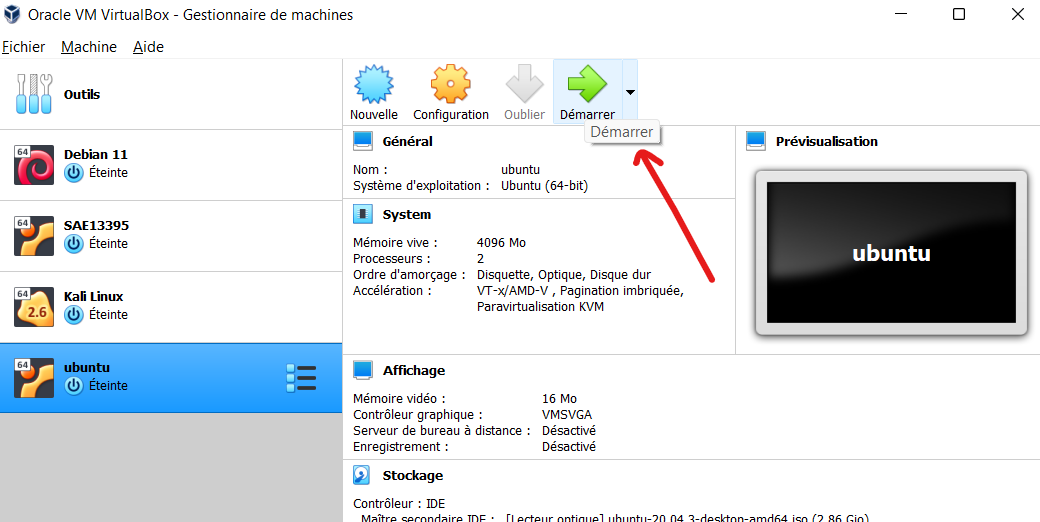 Oracle VM VirtualBox - Gestionnaire de machines
Fichier Machine Aide
Outils
64
Debian 11
Éteinte
64
SAE13395
Éteinte
64
2.6
Kali Linux
Éteinte
64
ubuntu
Éteinte
Nouvelle Configuration Oublier Démarrer
Démarrer
Général
Nom : ubuntu
Système d'exploitation : Ubuntu (64-bit)
System
Mémoire vive : 4096 Mo
Processeurs : 2
Ordre d'amorçage : Disquette, Optique, Disque dur
Accélération : VT-x/AMD-V , Pagination imbriquée,
Paravirtualisation KVM
Prévisualisation
ubuntu
Affichage
Mémoire vidéo : 16 Mo
Contrôleur graphique : VMSVGA
Serveur de bureau à distance : Désactivé
Enregistrement : Désactivé
Stockage
Contrôleur : IDE
Maître secondaire IDE : [Lecteur optique] ubuntu-20.04.3-desktop-amd64.iso (2,86 Gio)